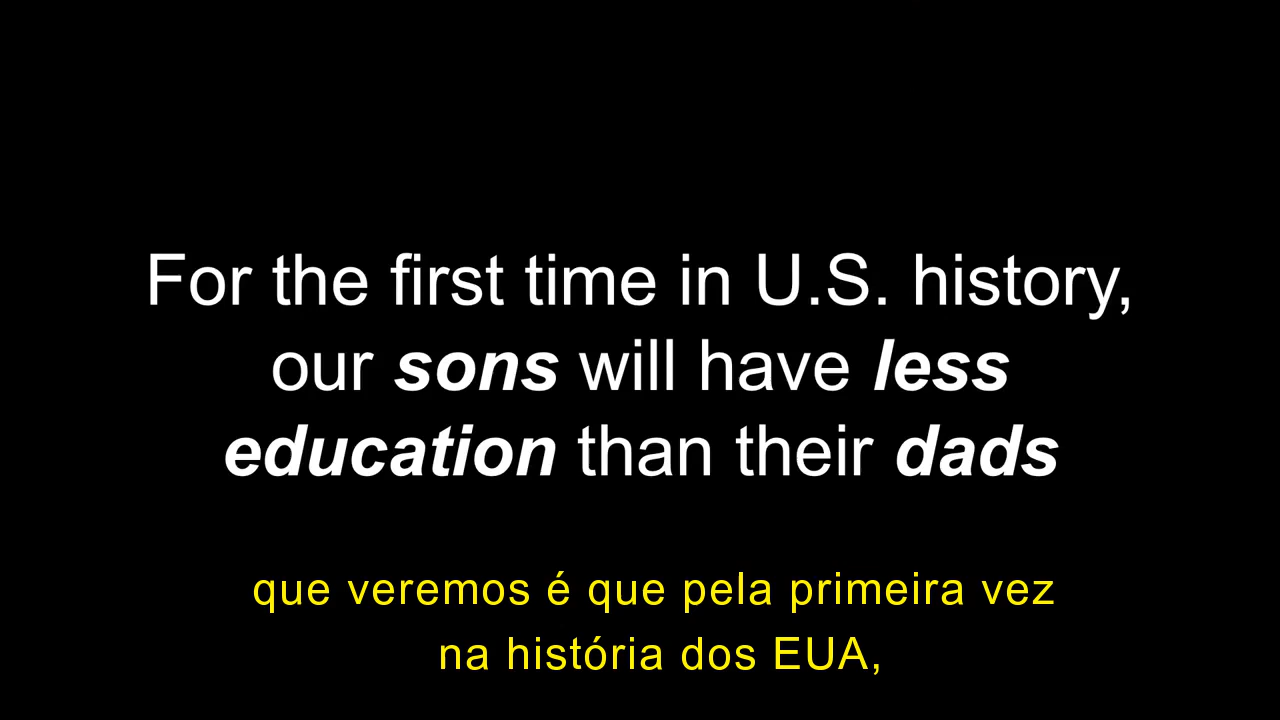 For the first time in U.S. history,
our sons will have less
education than their dads
que veremos é que pela primeira vez
na história dos EUA,